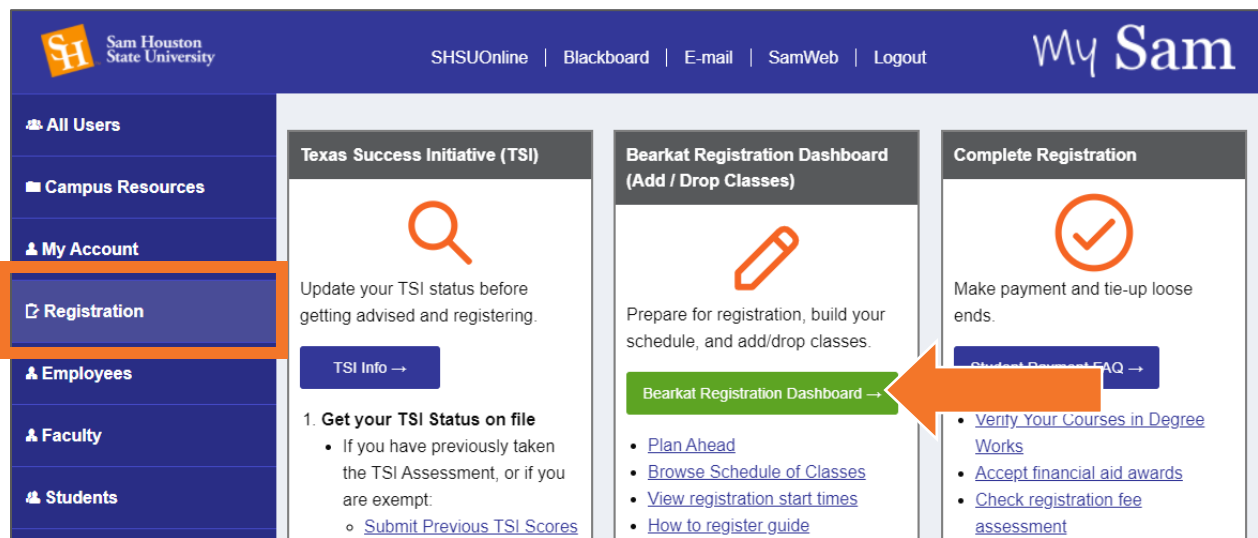 SH
Sam Houston
State University
SHSUOnline | Blackboard | E-mail | SamWeb | Logout
My Sam
All Users
Campus Resources
My Account
Registration
Employees
Faculty
Students
Texas Success Initiative (TSI)
Update your TSI status before
getting advised and registering.
TSI Info →
1. Get your TSI Status on file
• If you have previously taken
the TSI Assessment, or if you
are exempt:
◦ Submit Previous TSI Scores
Bearkat Registration Dashboard
(Add / Drop Classes)
Prepare for registration, build your
schedule, and add/drop classes.
Bearkat Registration Dashboard →
• Plan Ahead
• Browse Schedule of Classes
• View registration start times
• How to register guide
Complete Registration
Make payment and tie-up loose
ends.
Student Payment FAQ →
• Verify Your Courses in Degree
Works
• Accept financial aid awards
• Check registration fee
assessment